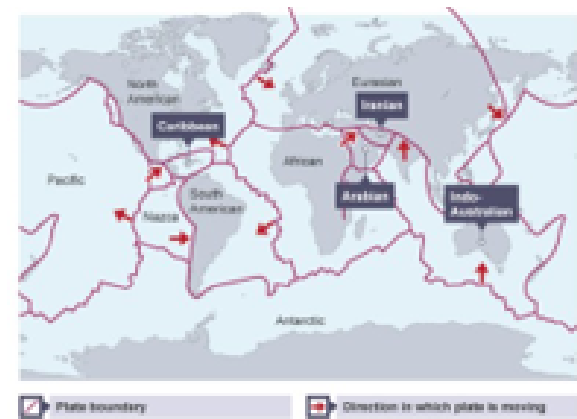 North
American
Eurasian
Iranian
Caribbean
African
Pacific
South
American
Arabian
Indo-
Australian
Nazca
Antarctic
Plate boundary
Direction in which plate is moving